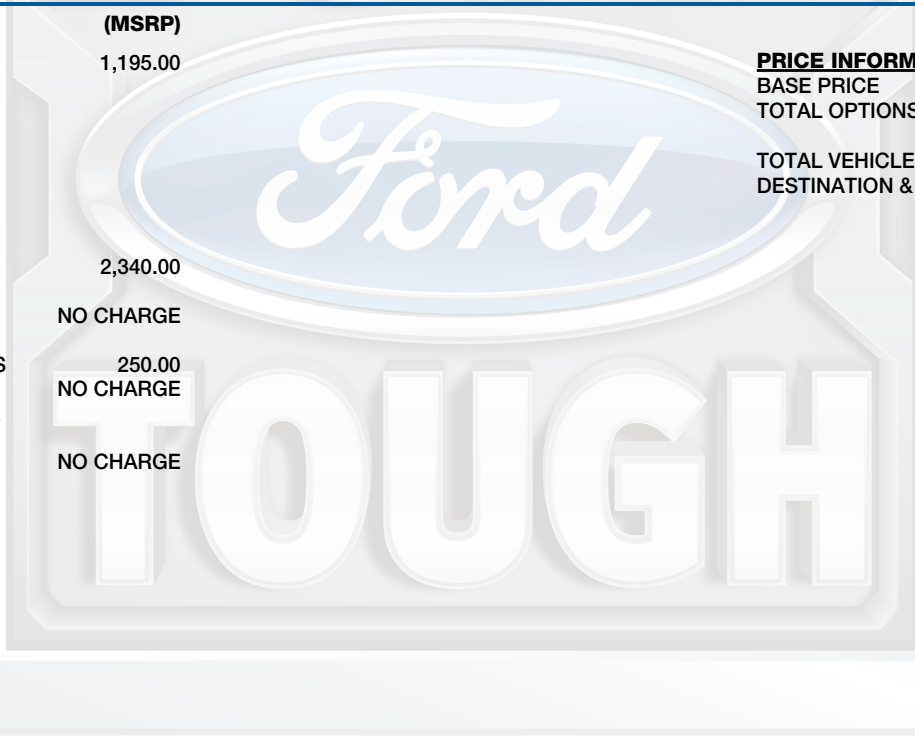 (MSRP)
1,195.00
2,340.00
NO CHARGE
S 250.00
NO CHARGE
NO CHARGE
PRICE INFORM
BASE PRICE
TOTAL OPTIONS
TOTAL VEHICLE
DESTINATION &
Ford
TOUGH